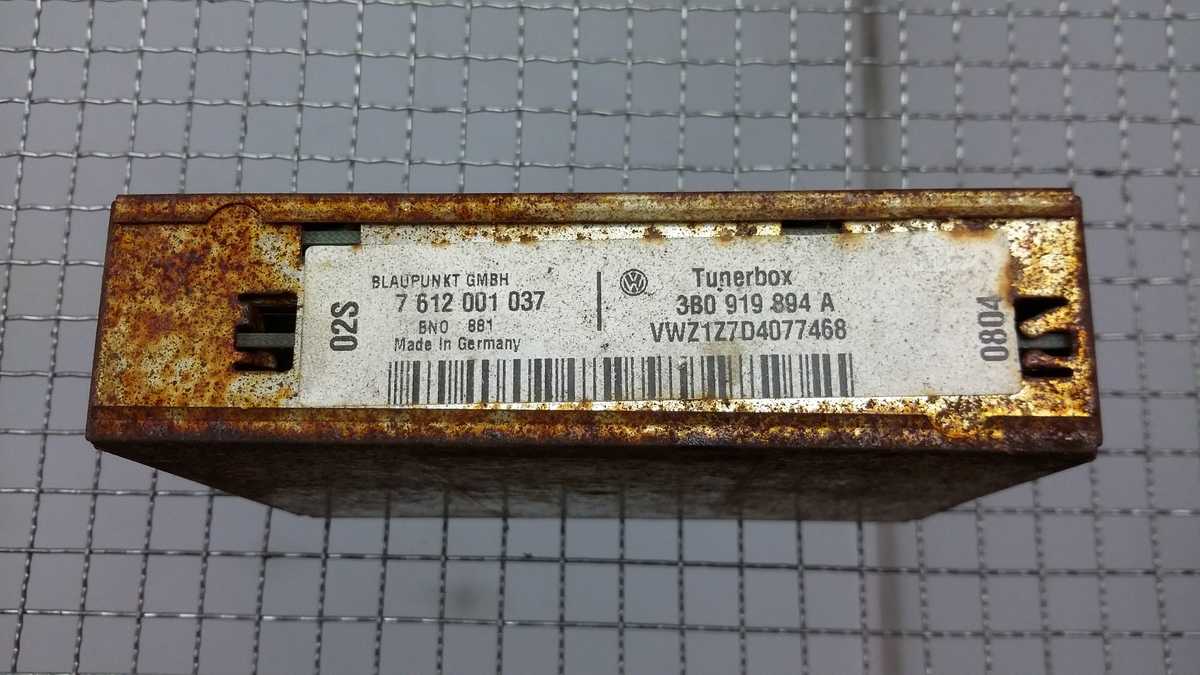 02S
BLAUPUNKT GMBH
7 612 001 037
BNO 881
Made in Germany
Tunerbox
3B0 919 894 A
VWZ1Z7D4077468
0804